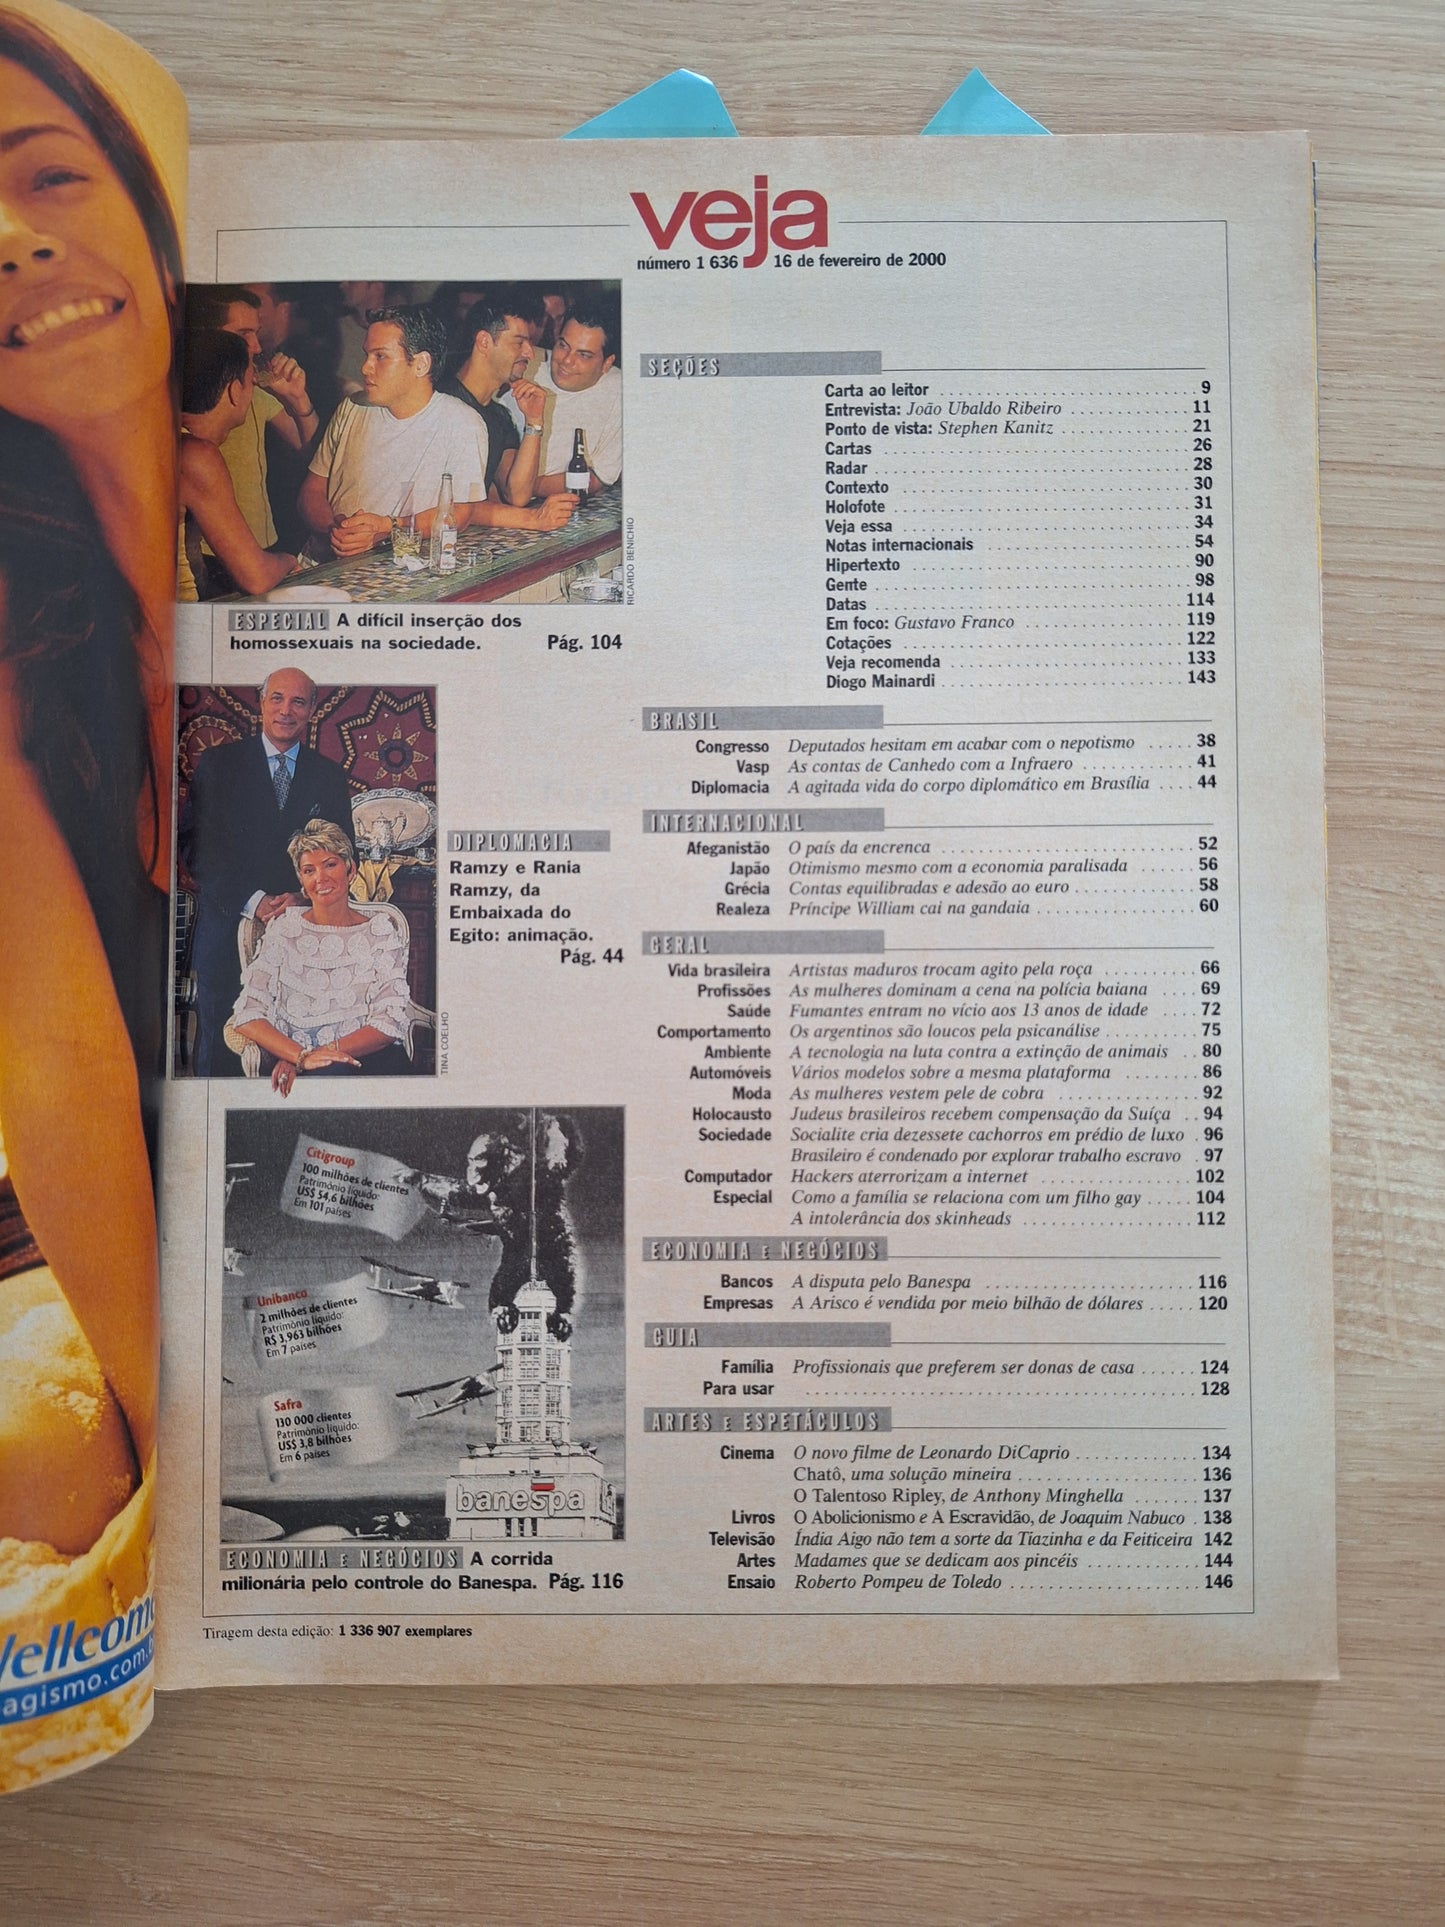 veja
número 1 636 16 de fevereiro de 2000
RICARDO BENICHIO
ESPECIAL A difícil inserção dos
homossexuais na sociedade. Pág. 104
DIPLOMACIA
Ramzy e Rania
Ramzy, da
Embaixada do
Egito: animação.
Pág. 44
TINA COELHO
Citigroup
100 milhões de clientes
Patrimônio líquido:
US$ 54,6 bilhões
Em 101 países
Unibanco
2 milhões de clientes
Patrimônio líquido:
R$ 3,963 bilhões
Em 7 países
Safra
130 000 clientes
Patrimônio líquido:
US$ 3,8 bilhões
Em 6 países
banespa
ECONOMIA E NEGÓCIOS A corrida
milionária pelo controle do Banespa. Pág. 116
Tiragem desta edição: 1 336 907 exemplares
SEÇÕES
Carta ao leitor 9
Entrevista: João Ubaldo Ribeiro 11
Ponto de vista: Stephen Kanitz 21
Cartas 26
Radar 28
Contexto 30
Holofote 31
Veja essa 34
Notas internacionais 54
Hipertexto 90
Gente 98
Datas 114
Em foco: Gustavo Franco 119
Cotações 122
Veja recomenda 133
Diogo Mainardi 143
BRASIL
Congresso Deputados hesitam em acabar com o nepotismo 38
Vasp As contas de Canhedo com a Infraero 41
Diplomacia A agitada vida do corpo diplomático em Brasília 44
INTERNACIONAL
Afeganistão O país da encrenca 52
Japão Otimismo mesmo com a economia paralisada 56
Grécia Contas equilibradas e adesão ao euro 58
Realeza Príncipe William cai na gandaia 60
GERAL
Vida brasileira Artistas maduros trocam agito pela roça 66
Profissões As mulheres dominam a cena na polícia baiana 69
Saúde Fumantes entram no vício aos 13 anos de idade 72
Comportamento Os argentinos são loucos pela psicanálise 75
Ambiente A tecnologia na luta contra a extinção de animais 80
Automóveis Vários modelos sobre a mesma plataforma 86
Moda As mulheres vestem pele de cobra 92
Holocausto Judeus brasileiros recebem compensação da Suíça 94
Sociedade Socialite cria dezessete cachorros em prédio de luxo 96
Brasileiro é condenado por explorar trabalho escravo 97
Computador Hackers aterrorizam a internet 102
Especial Como a família se relaciona com um filho gay 104
A intolerância dos skinheads 112
ECONOMIA E NEGÓCIOS
Bancos A disputa pelo Banespa 116
Empresas A Arisco é vendida por meio bilhão de dólares 120
GUIA
Família Profissionais que preferem ser donas de casa 124
Para usar 128
ARTES E ESPETÁCULOS
Cinema O novo filme de Leonardo DiCaprio 134
Chatô, uma solução mineira 136
O Talentoso Ripley, de Anthony Minghella 137
Livros O Abolicionismo e A Escravidão, de Joaquim Nabuco 138
Televisão Índia Aigo não tem a sorte da Tiazinha e da Feiticeira 142
Artes Madames que se dedicam aos pincéis 144
Ensaio Roberto Pompeu de Toledo 146